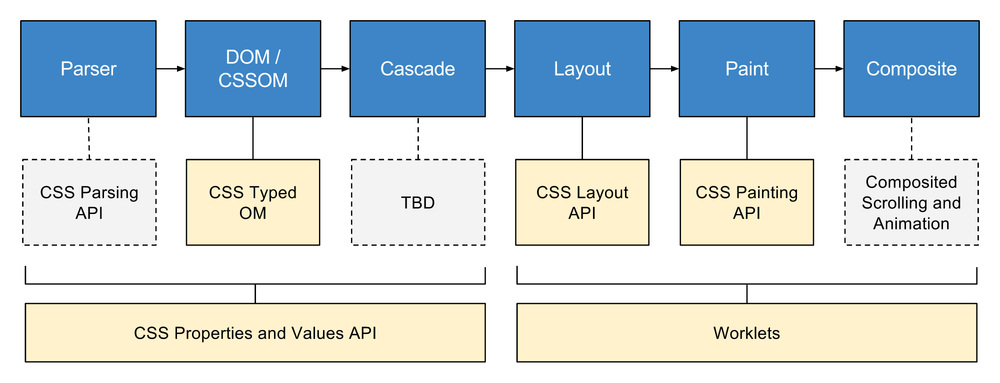 Parser
DOM /
CSSOM
Cascade
Layout
Paint
Composite
CSS Parsing
API
CSS Typed
OM
TBD
CSS Layout
API
CSS Painting
API
Composited
Scrolling and
Animation
CSS Properties and Values API
Worklets